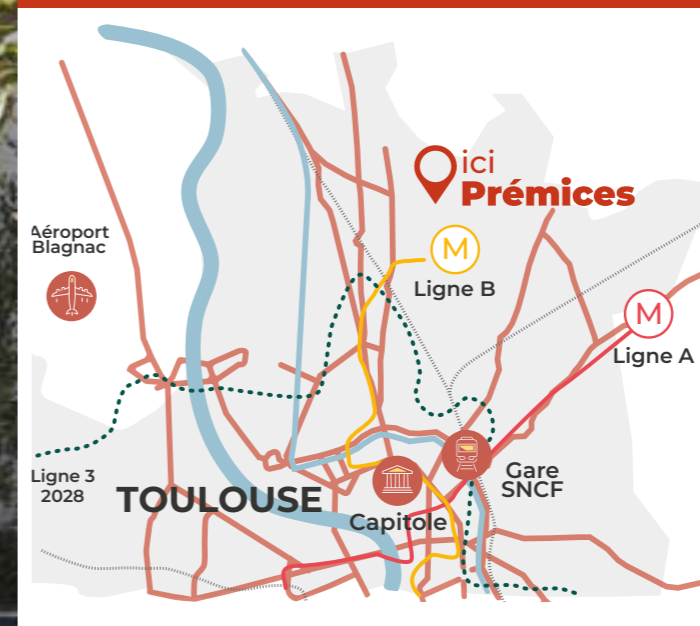 ici
Prémices
M
Ligne B
Aéroport
Blagnac
M
Ligne A
Ligne 3
2028
TOULOUSE
Capitole
Gare
SNCF